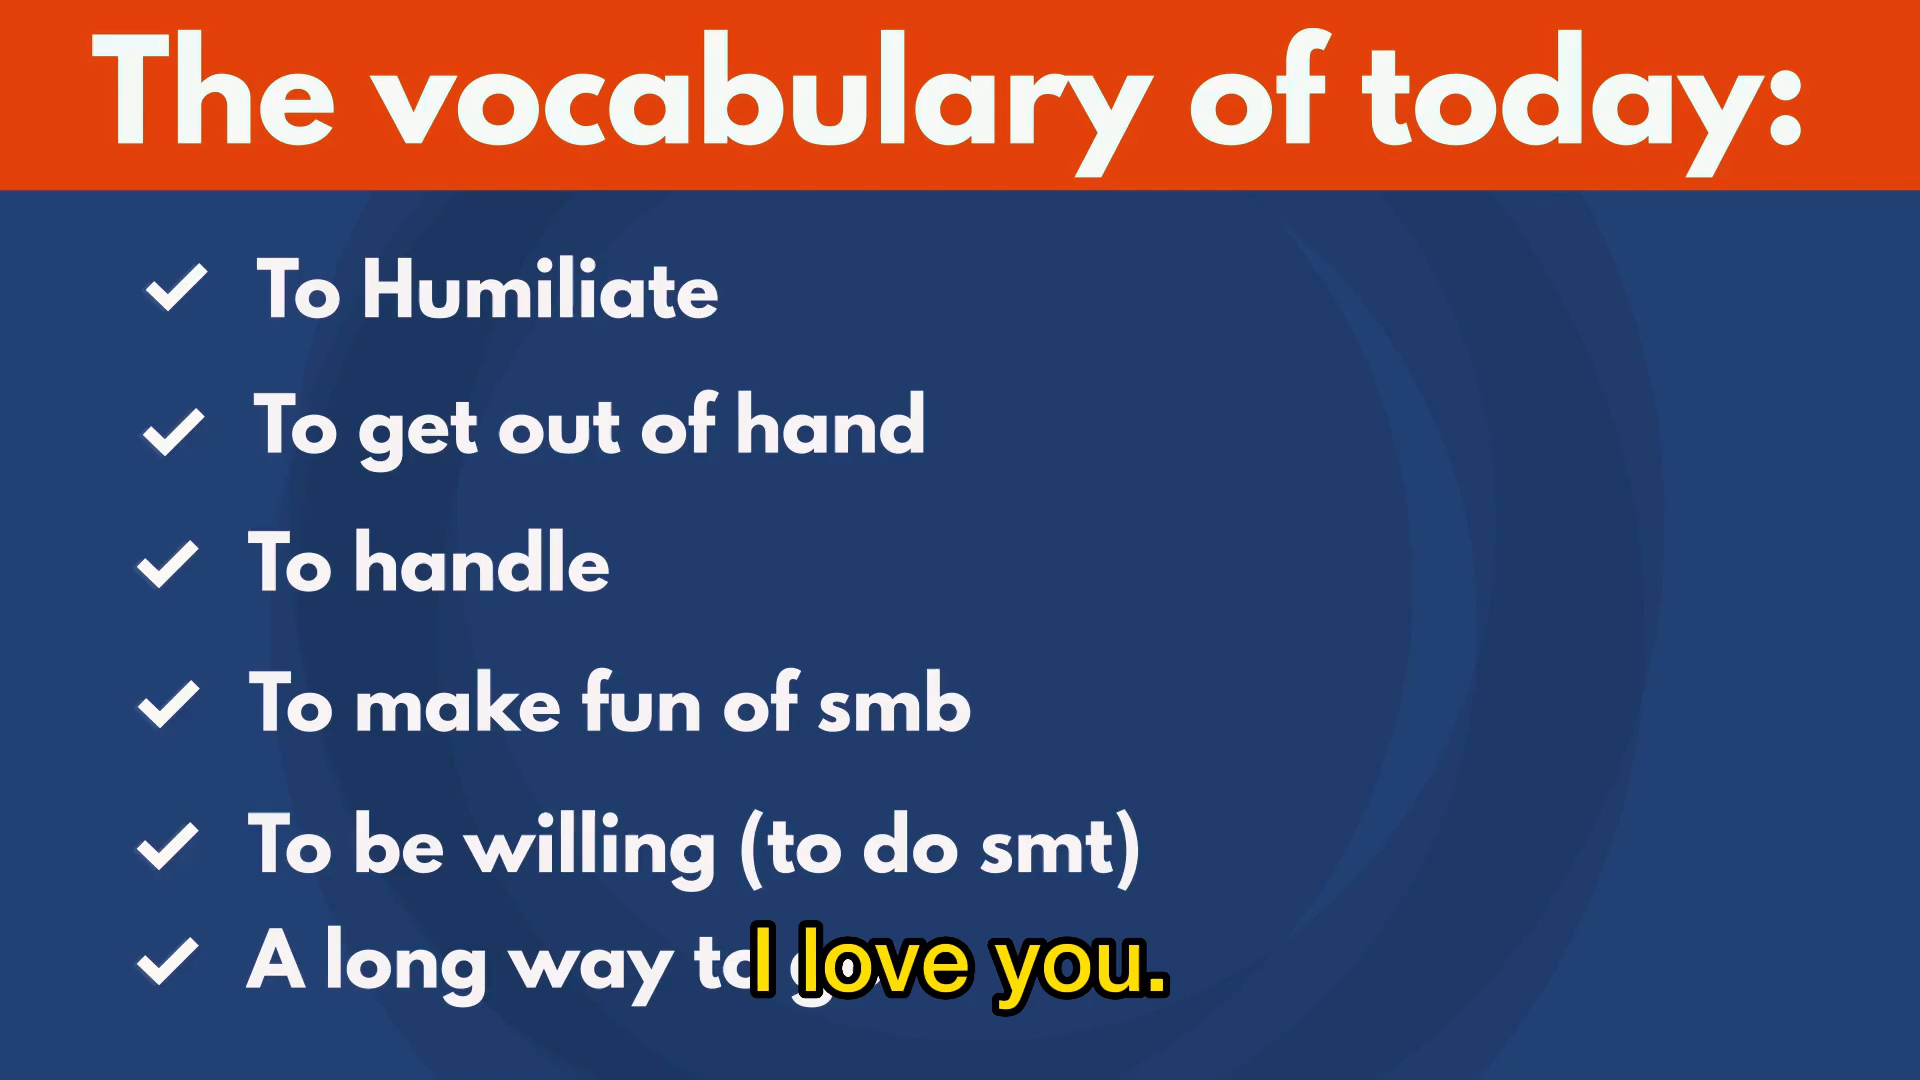 The vocabulary of today:
To Humiliate
To get out of hand
To handle
To make fun of smb
To be willing (to do smt)
A long way to
I love you.